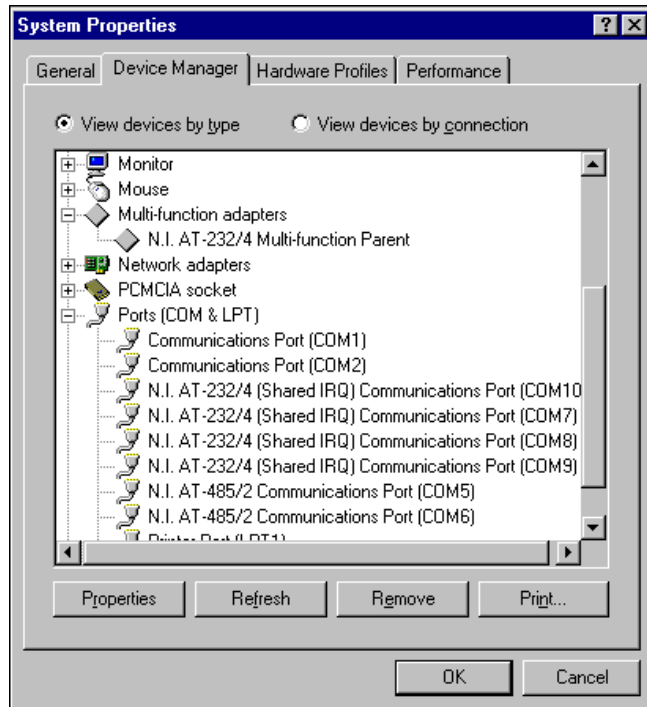 System Properties
General Device Manager Hardware Profiles Performance
View devices by type View devices by connection
Monitor
Mouse
Multi-function adapters
N.I. AT-232/4 Multi-function Parent
Network adapters
PCMCIA socket
Ports (COM & LPT)
Communications Port (COM1)
Communications Port (COM2)
N.I. AT-232/4 (Shared IRQ) Communications Port (COM10
N.I. AT-232/4 (Shared IRQ) Communications Port (COM7)
N.I. AT-232/4 (Shared IRQ) Communications Port (COM8)
N.I. AT-232/4 (Shared IRQ) Communications Port (COM9)
N.I. AT-485/2 Communications Port (COM5)
N.I. AT-485/2 Communications Port (COM6)
Printer Port (LPT1)
Properties Refresh Remove Print...
OK Cancel